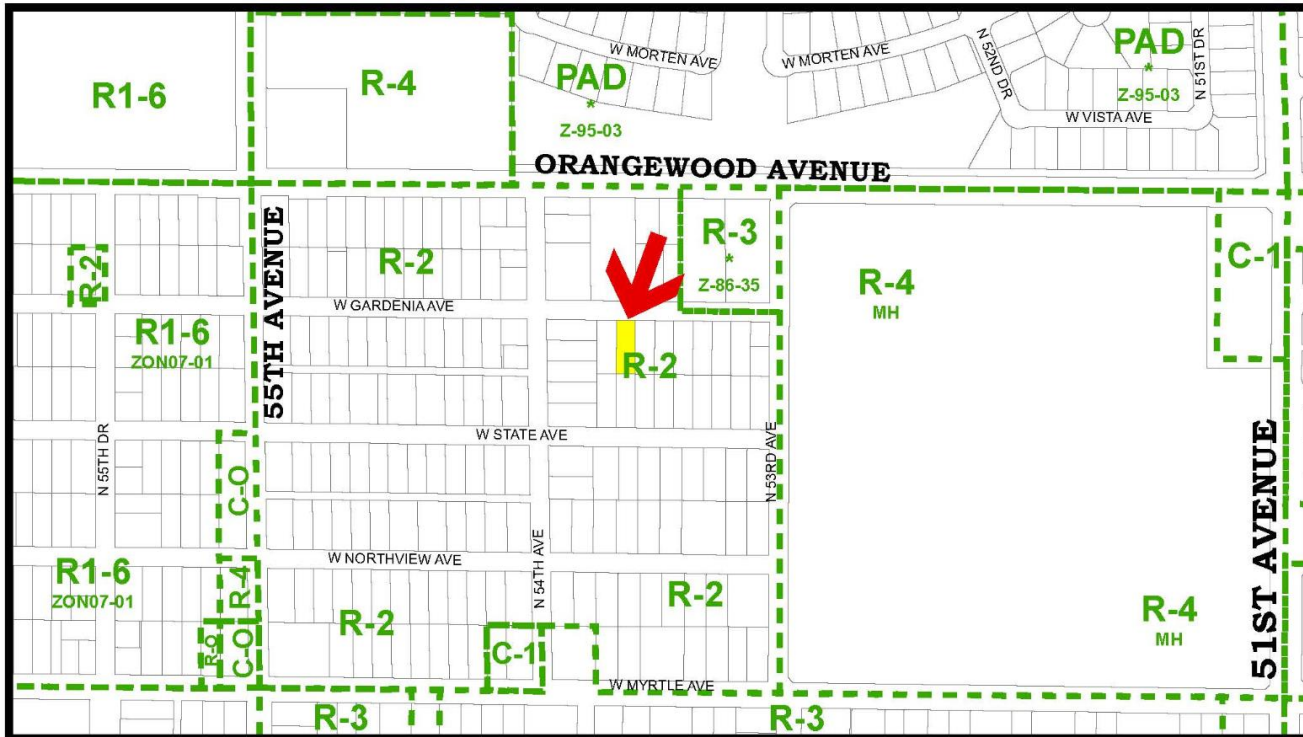 W MORTEN AVE
W MORTEN AVE
N 52ND DR
PAD
*
Z-95-03
N 51ST DR
R1-6
R-4
PAD
*
Z-95-03
W VISTA AVE
ORANGEWOOD AVENUE
55TH AVENUE
R-2
R-2
R-3
*
Z-86-35
C-1
R-4
MH
W GARDENIA AVE
R1-6
ZON07-01
R-2
N 55TH DR
W STATE AVE
N 53RD AVE
51ST AVENUE
C-O
W NORTHVIEW AVE
N 54TH AVE
R1-6
ZON07-01
R-4
R-2
R-2
R-4
MH
R-O
C-O
C-1
W MYRTLE AVE
R-3
R-3